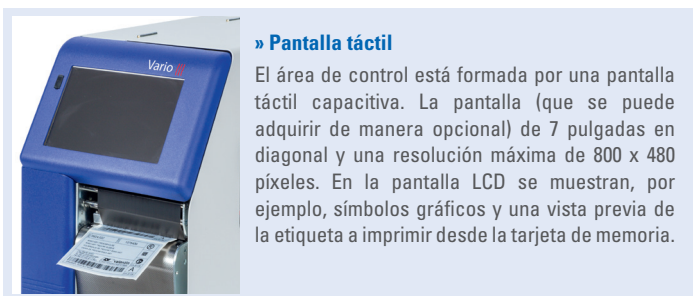 Vario
» Pantalla táctil
El área de control está formada por una pantalla
táctil capacitiva. La pantalla (que se puede
adquirir de manera opcional) de 7 pulgadas en
diagonal y una resolución máxima de 800 x 480
píxeles. En la pantalla LCD se muestran, por
ejemplo, símbolos gráficos y una vista previa de
la etiqueta a imprimir desde la tarjeta de memoria.